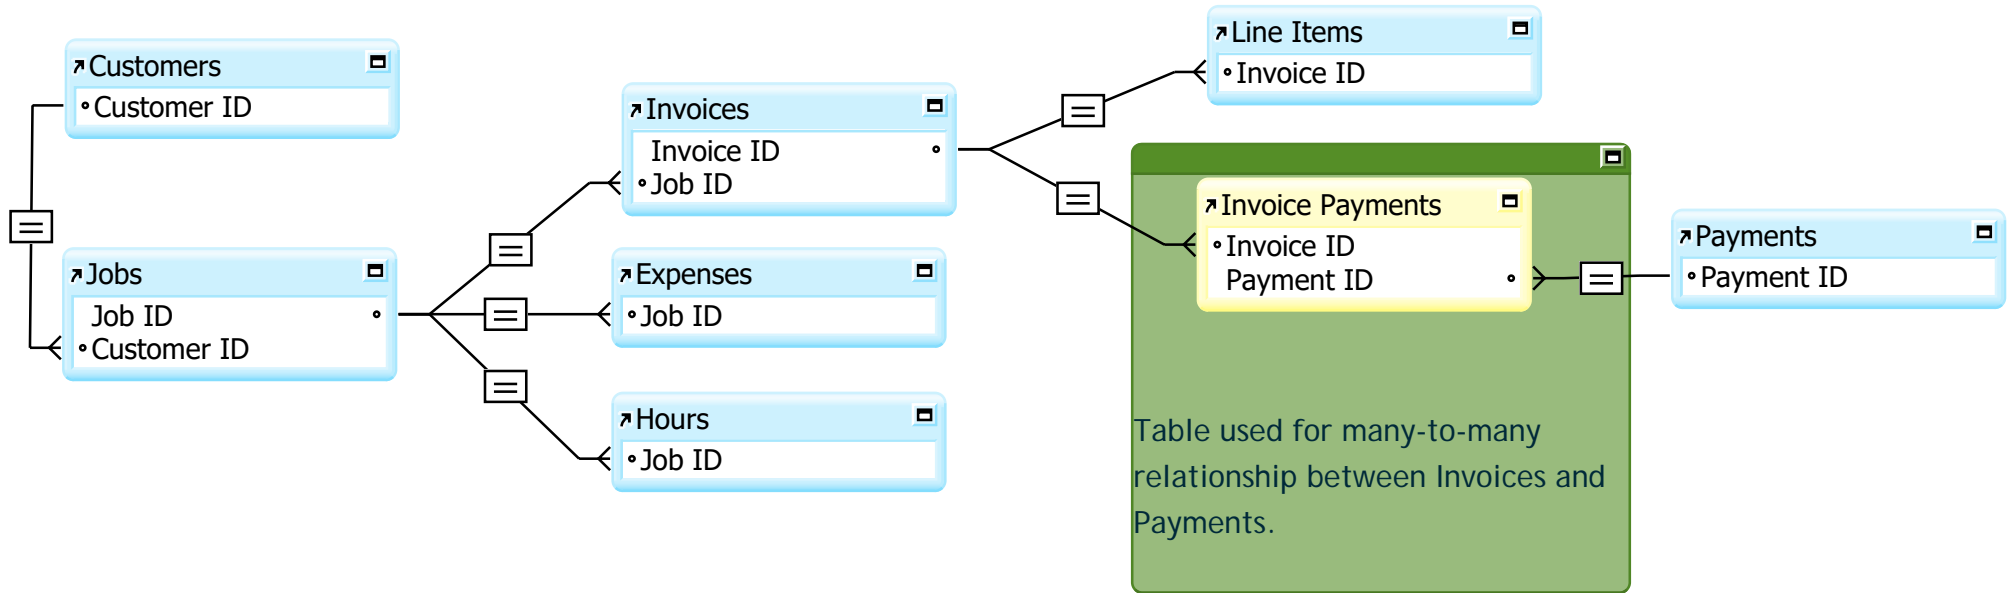 Customers
Customer ID
Jobs
Job ID
Customer ID
Invoices
Invoice ID
Job ID
Expenses
Job ID
Hours
Job ID
Line Items
Invoice ID
Invoice Payments
Invoice ID
Payment ID
Table used for many-to-many
relationship between Invoices and
Payments.
Payments
Payment ID